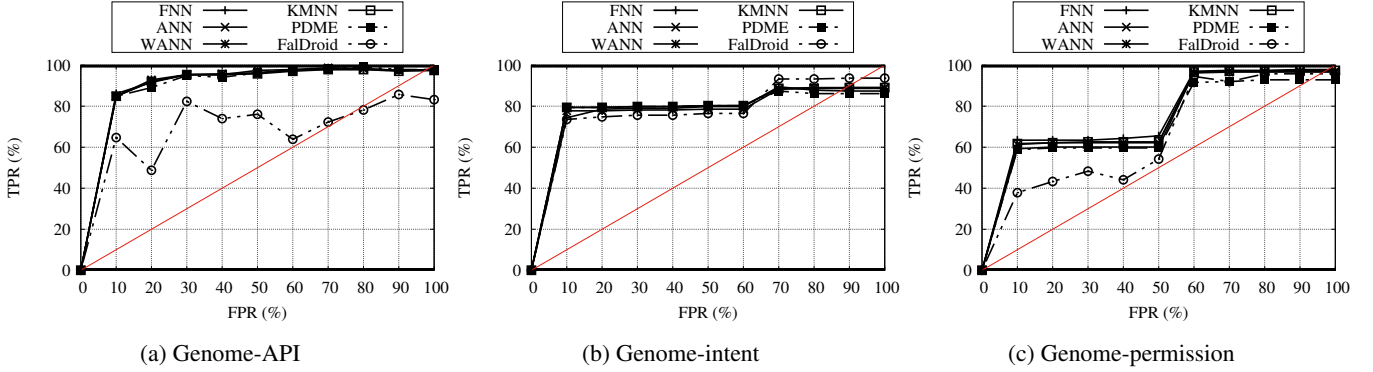 FNN KMNN
ANN PDME
WANN FalDroid
TPR (%)
100
80
60
40
20
0
0 10 20 30 40 50 60 70 80 90 100
FPR (%)
(a) Genome-API
FNN KMNN
ANN PDME
WANN FalDroid
TPR (%)
100
80
60
40
20
0
0 10 20 30 40 50 60 70 80 90 100
FPR (%)
(b) Genome-intent
FNN KMNN
ANN PDME
WANN FalDroid
TPR (%)
100
80
60
40
20
0
0 10 20 30 40 50 60 70 80 90 100
FPR (%)
(c) Genome-permission